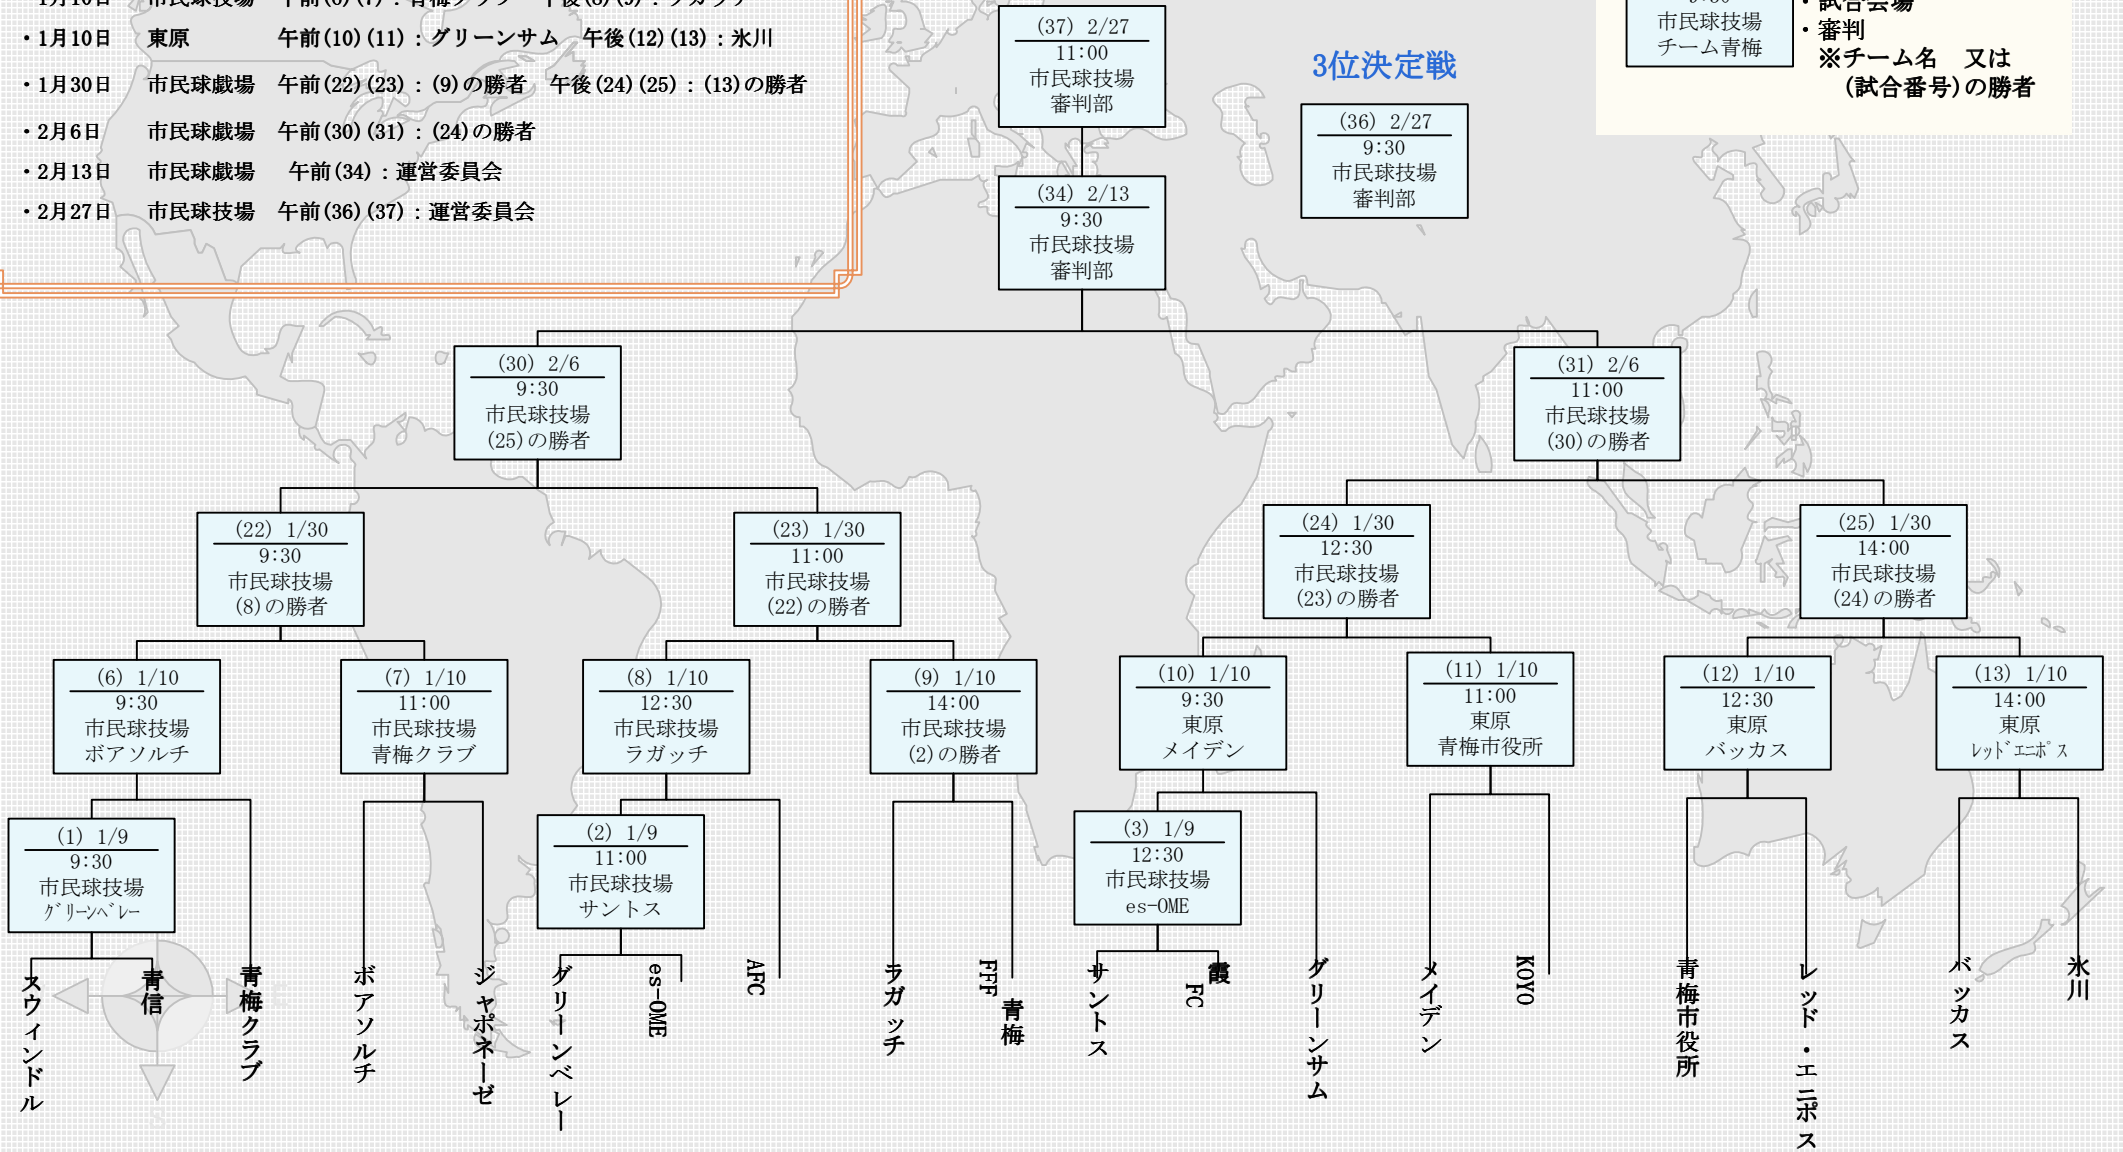 ・1月10日 東原 午前(10)(11)：グリーンサム 午後(12)(13)：氷川
・1月30日 市民球戯場 午前(22)(23)：(9)の勝者 午後(24)(25)：(13)の勝者
・2月6日 市民球戯場 午前(30)(31)：(24)の勝者
・2月13日 市民球戯場 午前(34)：運営委員会
・2月27日 市民球技場 午前(36)(37)：運営委員会
市民球技場
チーム青梅
・試合会場
・審判
※チーム名 又は
(試合番号)の勝者
(37) 2/27
11:00
市民球技場
審判部
3位決定戦
(36) 2/27
9:30
市民球技場
審判部
(34) 2/13
9:30
市民球技場
審判部
(30) 2/6
9:30
市民球技場
(25)の勝者
(31) 2/6
11:00
市民球技場
(30)の勝者
(22) 1/30
9:30
市民球技場
(8)の勝者
(23) 1/30
11:00
市民球技場
(22)の勝者
(24) 1/30
12:30
市民球技場
(23)の勝者
(25) 1/30
14:00
市民球技場
(24)の勝者
(6) 1/10
9:30
市民球技場
ボアソルチ
(7) 1/10
11:00
市民球技場
青梅クラブ
(8) 1/10
12:30
市民球技場
ラガッチ
(9) 1/10
14:00
市民球技場
(2)の勝者
(10) 1/10
9:30
東原
メイデン
(11) 1/10
11:00
東原
青梅市役所
(12) 1/10
12:30
東原
バッカス
(13) 1/10
14:00
東原
ﾚｯﾄﾞｴﾆﾎﾟｽ
(1) 1/9
9:30
市民球技場
ｸﾞﾘｰﾝﾍﾞﾚｰ
(2) 1/9
11:00
市民球技場
サントス
(3) 1/9
12:30
市民球技場
es-OME
スウィンドル
青信
青梅クラブ
ボアソルチ
ジャポネーゼ
グリーンベレー
es-OME
AFC
ラガッチ
FFF青梅
サントス
霞FC
グリーンサム
メイデン
KOYO
青梅市役所
レッド・エニポス
バッカス
氷川